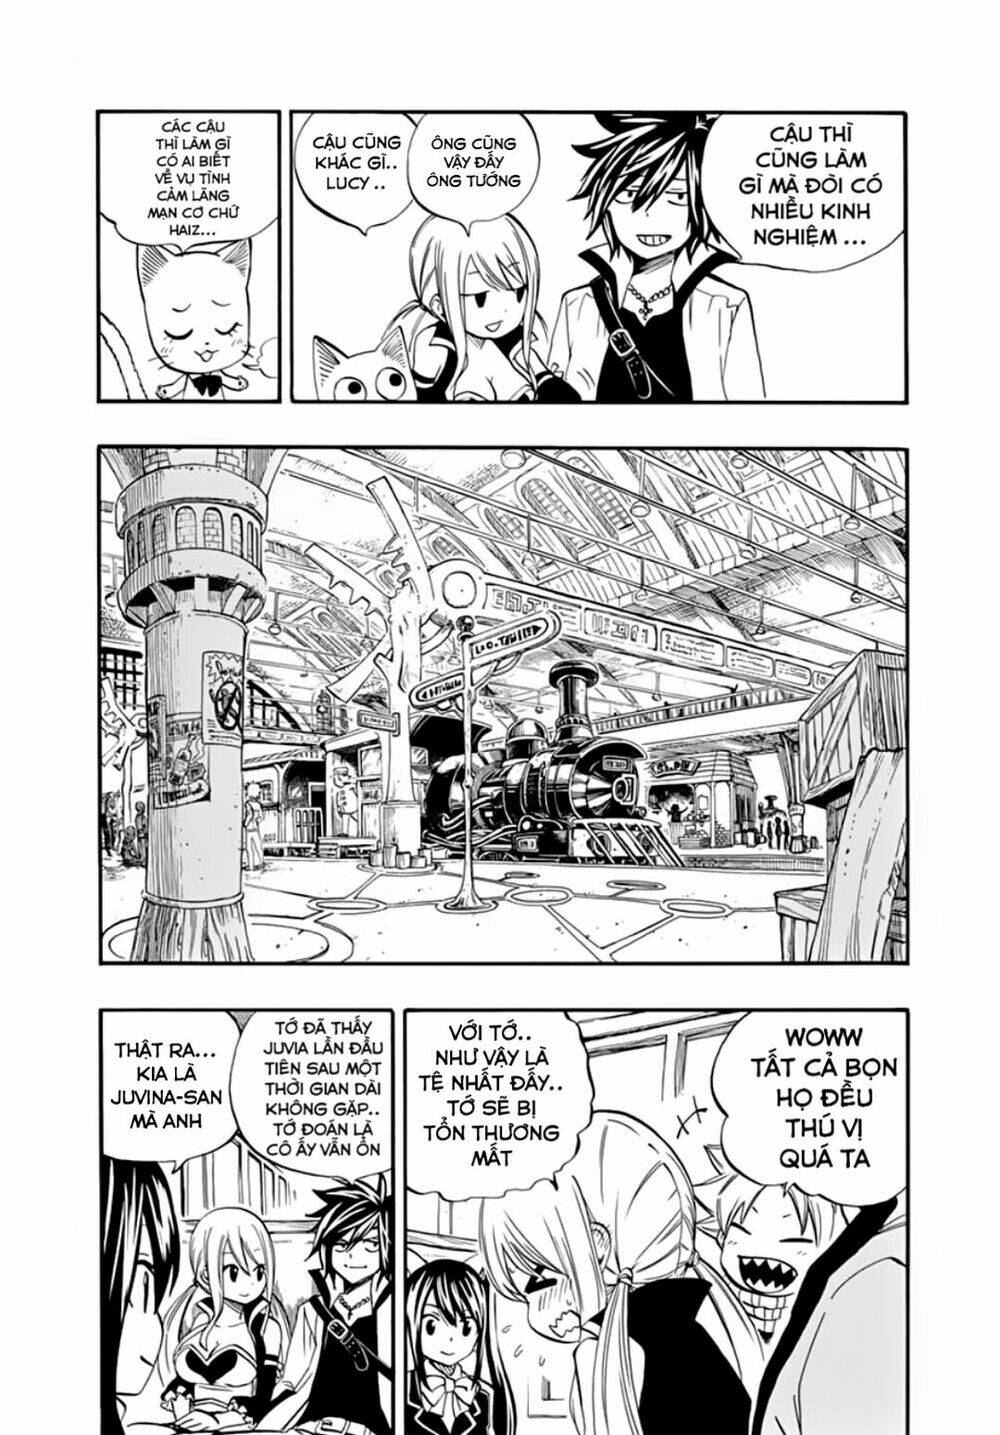 CẬU THÌ
CŨNG LÀM
GÌ MÀ ĐÒI CÓ
NHIỀU KINH
NGHIỆM ...
ÔNG CŨNG
VẬY ĐẤY
ÔNG TƯỚNG
CẬU CŨNG
KHÁC GÌ..
LUCY ..
CÁC CẬU
THÌ LÀM GÌ
CÓ AI BIẾT
VỀ VỤ TÌNH
CẢM LÃNG
MẠN CƠ CHỨ
HAIZ...
WOWW
TẤT CẢ BỌN
HỌ ĐỀU
THÚ VỊ
QUÁ TA
VỚI TỚ..
NHƯ VẬY LÀ
TỆ NHẤT ĐẤY..
TỚ SẼ BỊ
TỔN THƯƠNG
MẤT
TỚ ĐÃ THẤY
JUVIA LẦN ĐẦU
TIÊN SAU MỘT
THỜI GIAN DÀI
KHÔNG GẶP..
TỚ ĐOÁN LÀ
CÔ ẤY VẪN ỔN
THẬT RA...
KIA LÀ
JUVINA-SAN
MÀ ANH